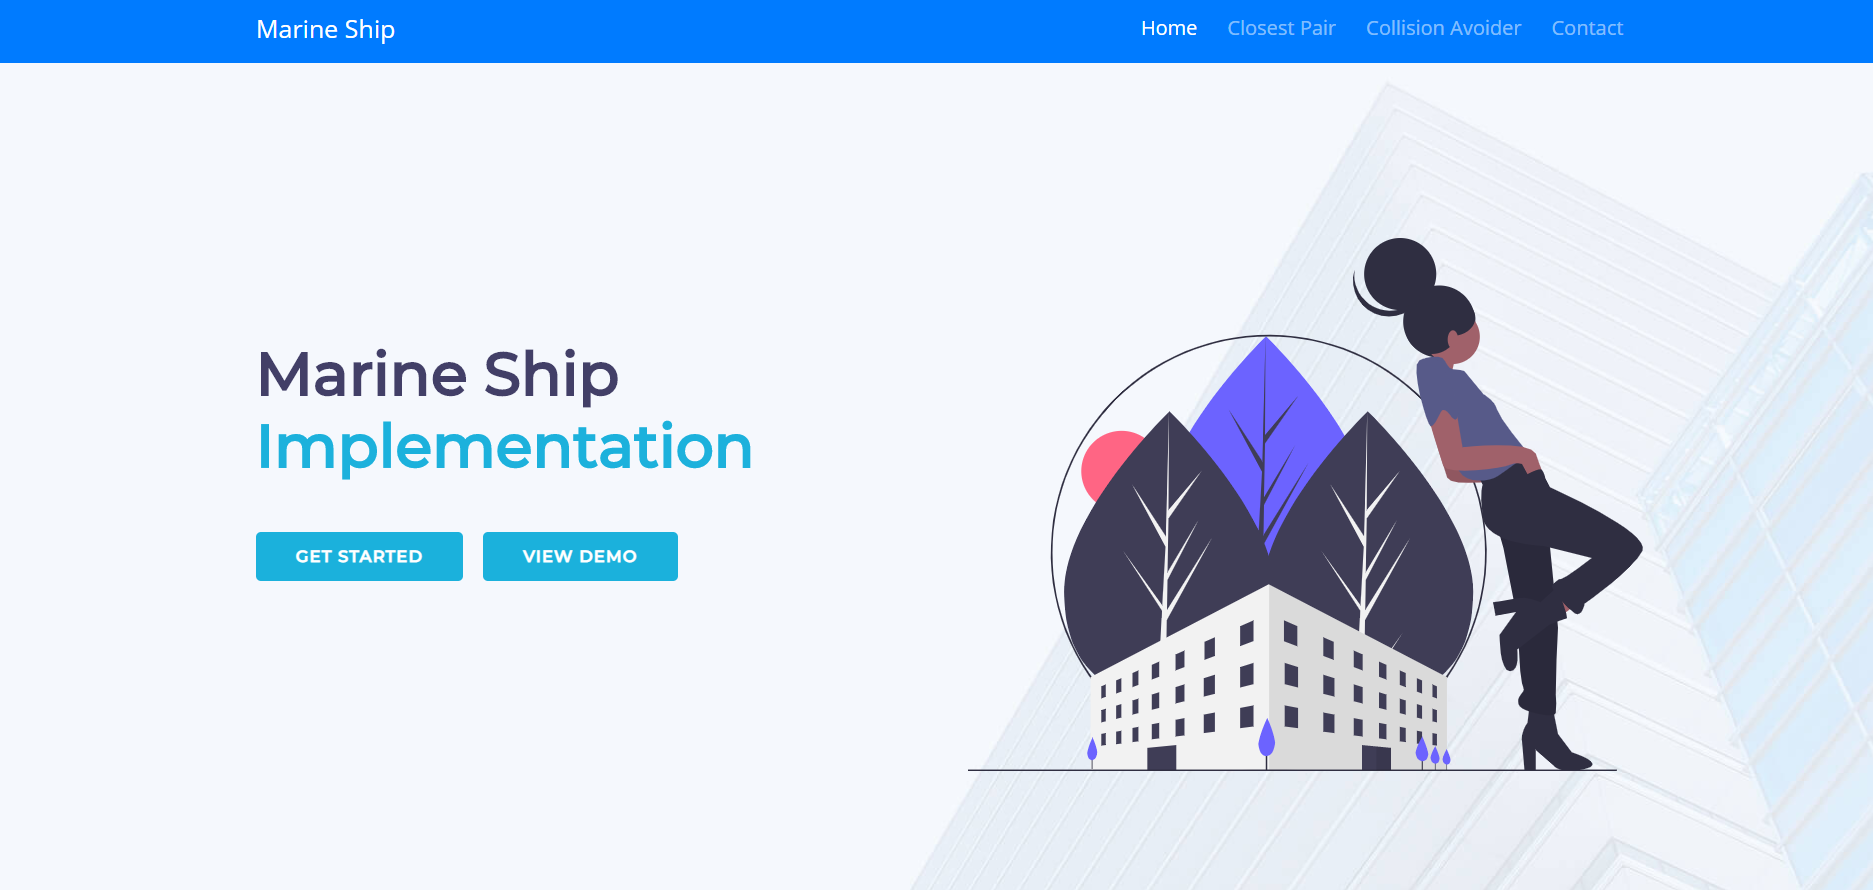 Marine Ship
Home Closest Pair Collision Avoider Contact
Marine Ship
Implementation
GET STARTED VIEW DEMO